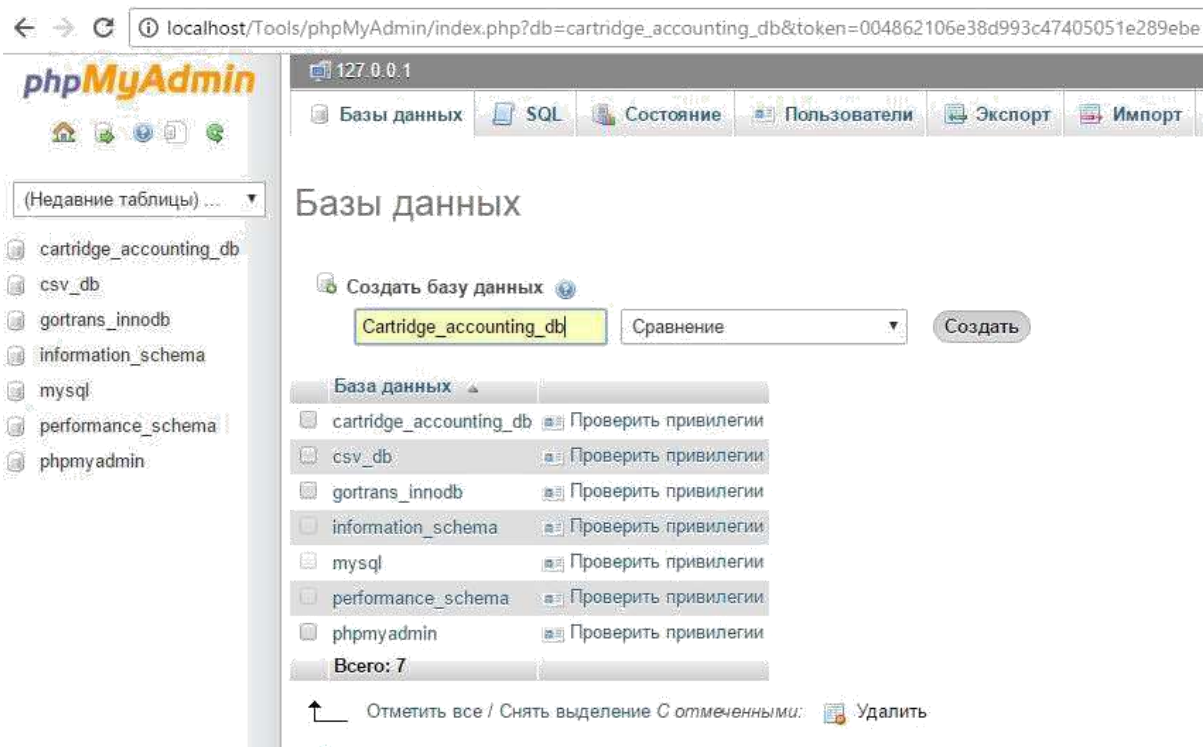 localhost/Tools/phpMyAdmin/index.php?db=cartridge_accounting_db&token=004862106e38d993c47405051e289ebe
phpMyAdmin
127.0.0.1
Базы данных SQL Состояние Пользователи Экспорт Импорт
(Недавние таблицы) ...
cartridge_accounting_db
csv_db
gortrans_innodb
information_schema
mysql
performance_schema
phpmyadmin
Базы данных
Создать базу данных
Cartridge_accounting_db Сравнение Создать
База данных
cartridge_accounting_db Проверить привилегии
csv_db Проверить привилегии
gortrans_innodb Проверить привилегии
information_schema Проверить привилегии
mysql Проверить привилегии
performance_schema Проверить привилегии
phpmyadmin Проверить привилегии
Всего: 7
Отметить все / Снять выделение С отмеченными: Удалить